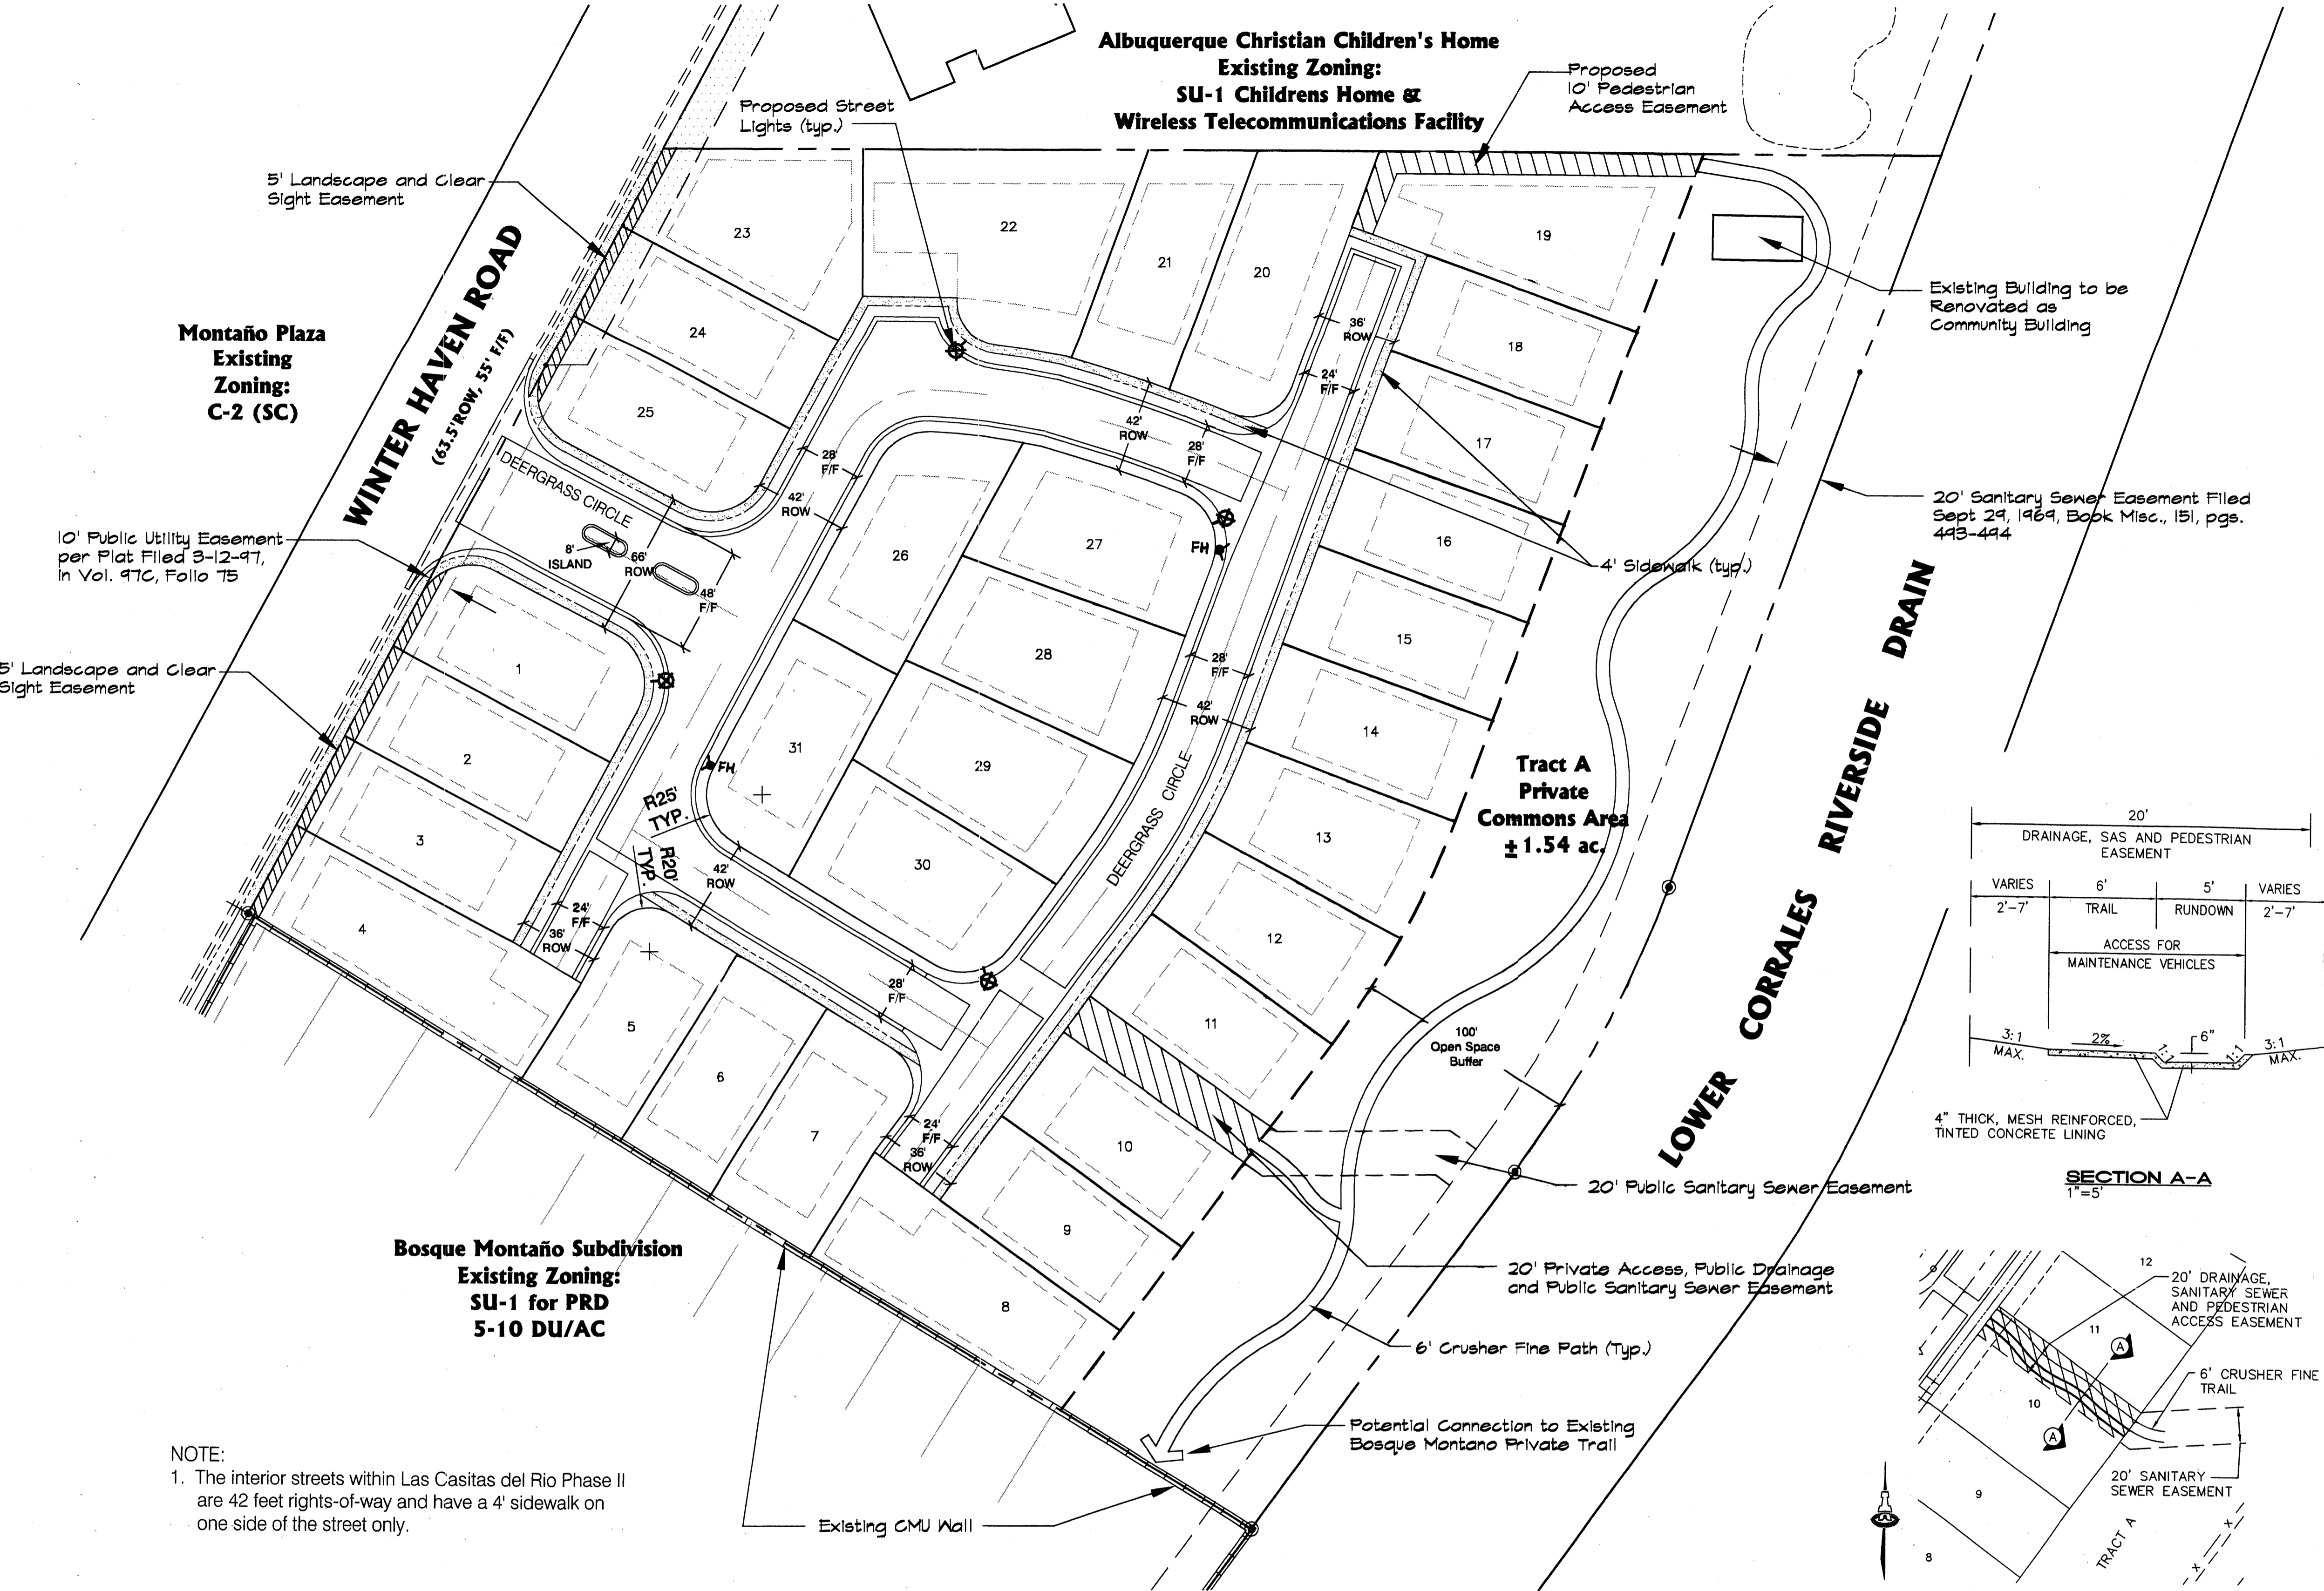 Albuquerque Christian Children's Home
Existing Zoning:
SU-1 Childrens Home &
Wireless Telecommunications Facility
Proposed
10' Pedestrian
Access Easement
Proposed Street
Lights (typ.)
5' Landscape and Clear
Sight Easement
Montaño Plaza
Existing
Zoning:
C-2 (SC)
WINTER HAVEN ROAD
(63.5'ROW, 55' F/F)
10' Public Utility Easement
per Plat Filed 3-12-97,
in Vol. 97C, Folio 75
5' Landscape and Clear
Sight Easement
23
22
21
20
19
24
25
18
17
16
15
14
13
12
11
10
9
8
7
6
5
4
3
2
1
26
27
28
29
30
31
36'
ROW
24'
F/F
42'
ROW
28'
F/F
28'
F/F
42'
ROW
DEERGRASS CIRCLE
8'
ISLAND
66'
ROW
48'
F/F
FH
FH
28'
F/F
42'
ROW
DEERGRASS CIRCLE
R25'
TYP.
R20'
TYP.
42'
ROW
24'
F/F
36'
ROW
28'
F/F
24'
F/F
36'
ROW
Existing Building to be
Renovated as
Community Building
20' Sanitary Sewer Easement Filed
Sept 29, 1969, Book Misc., 151, pgs.
493-494
4' Sidewalk (typ.)
Tract A
Private
Commons Area
±1.54 ac.
LOWER CORRALES RIVERSIDE DRAIN
100'
Open Space
Buffer
20' Public Sanitary Sewer Easement
20' Private Access, Public Drainage
and Public Sanitary Sewer Easement
6' Crusher Fine Path (Typ.)
Potential Connection to Existing
Bosque Montano Private Trail
Existing CMU Wall
Bosque Montaño Subdivision
Existing Zoning:
SU-1 for PRD
5-10 DU/AC
NOTE:
1. The interior streets within Las Casitas del Rio Phase II
are 42 feet rights-of-way and have a 4' sidewalk on
one side of the street only.
20'
DRAINAGE, SAS AND PEDESTRIAN
EASEMENT
VARIES
2'-7'
6'
TRAIL
5'
RUNDOWN
VARIES
2'-7'
ACCESS FOR
MAINTENANCE VEHICLES
3:1
MAX.
2%
1:1
6"
1:1
3:1
MAX.
4" THICK, MESH REINFORCED,
TINTED CONCRETE LINING
SECTION A-A
1"=5'
12
20' DRAINAGE,
SANITARY SEWER
AND PEDESTRIAN
ACCESS EASEMENT
11
A
6' CRUSHER FINE
TRAIL
10
A
20' SANITARY
SEWER EASEMENT
9
TRACT A
8
X
X